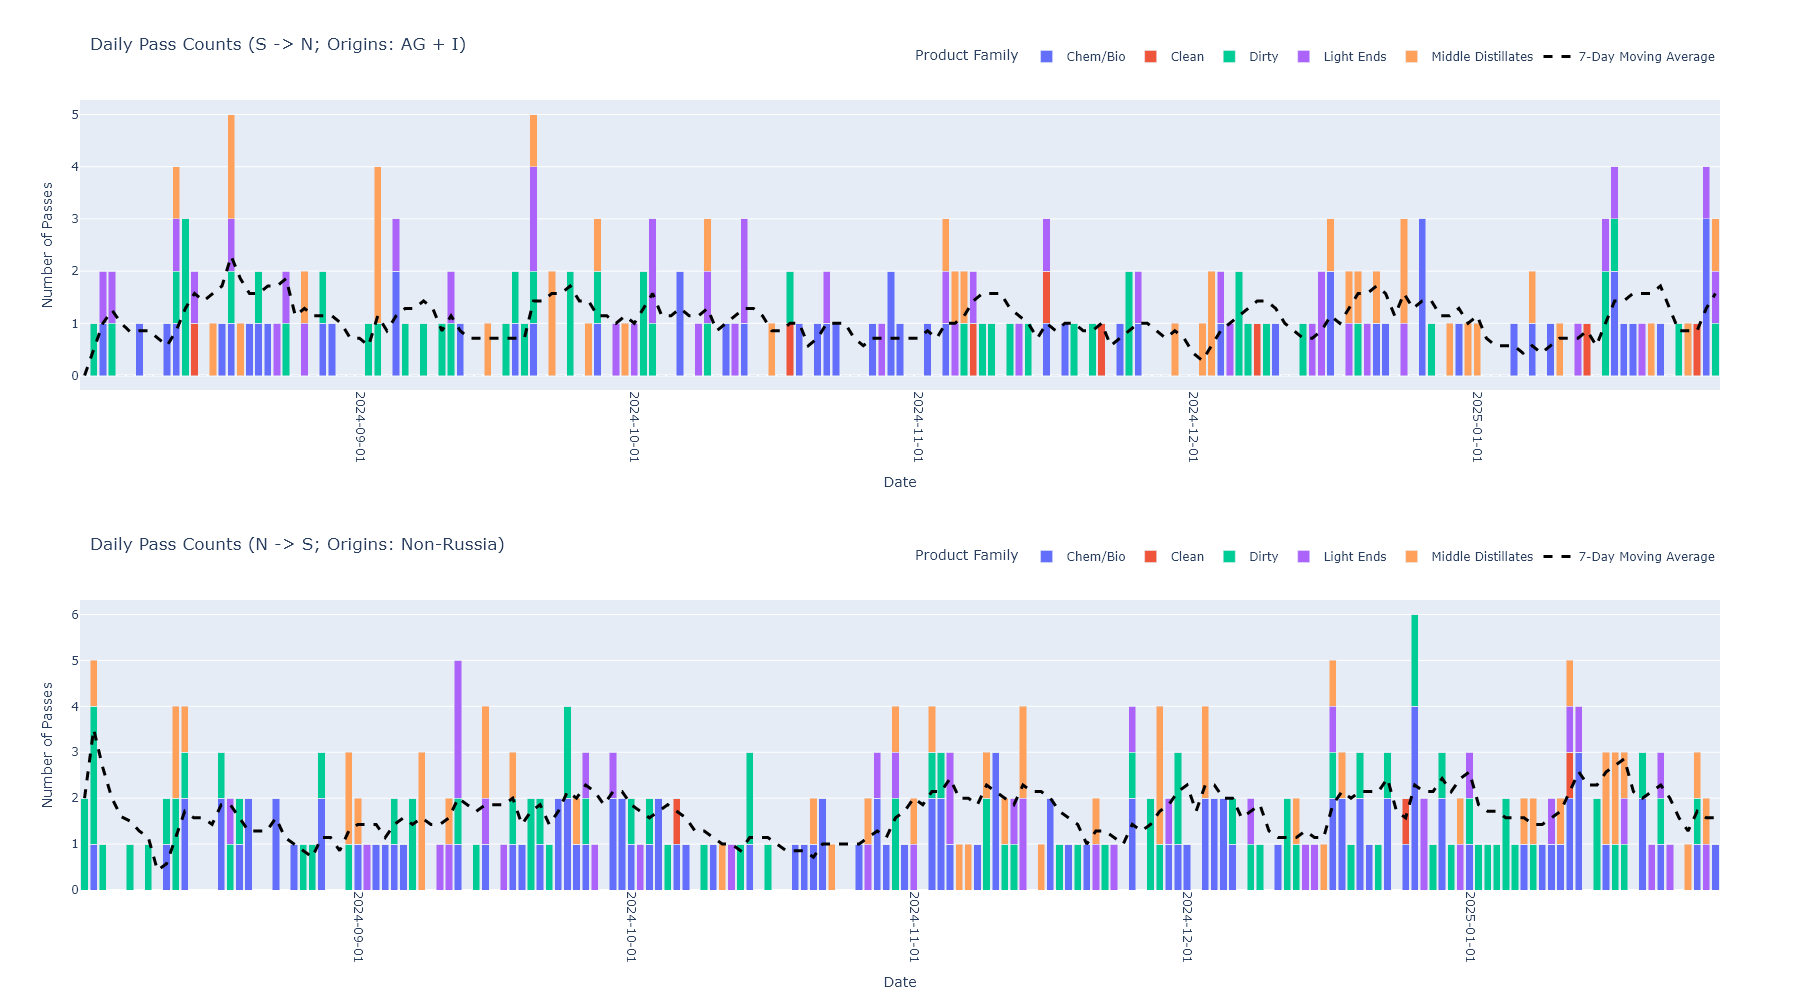 Daily Pass Counts (S -> N; Origins: AG + I)
Product Family Chem/Bio Clean Dirty Light Ends Middle Distillates 7-Day Moving Average
Number of Passes
5
4
3
2
1
0
2024-09-01 2024-10-01 2024-11-01 2024-12-01 2025-01-01
Date
Daily Pass Counts (N -> S; Origins: Non-Russia)
Product Family Chem/Bio Clean Dirty Light Ends Middle Distillates 7-Day Moving Average
Number of Passes
6
5
4
3
2
1
0
2024-09-01 2024-10-01 2024-11-01 2024-12-01 2025-01-01
Date